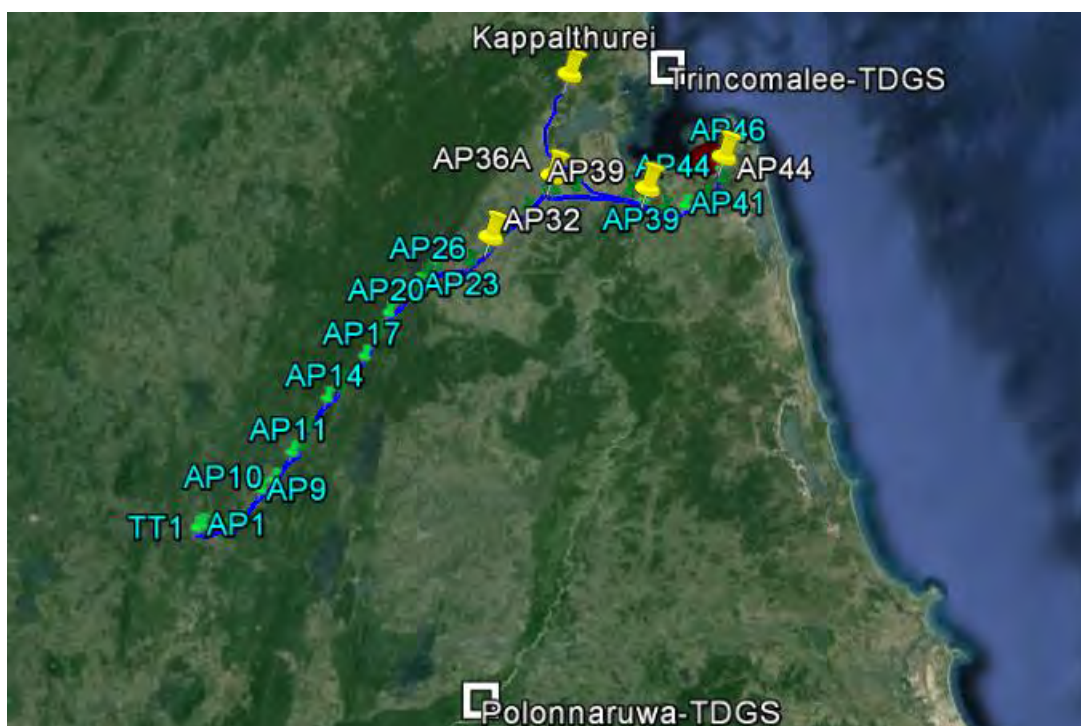 Kappalthurei
Trincomalee-TDGS
AP46
AP36A
AP39
AP44
AP44
AP32
AP39
AP41
AP26
AP20
AP23
AP17
AP14
AP11
AP10
AP9
TT1
AP1
Polonnaruwa-TDGS